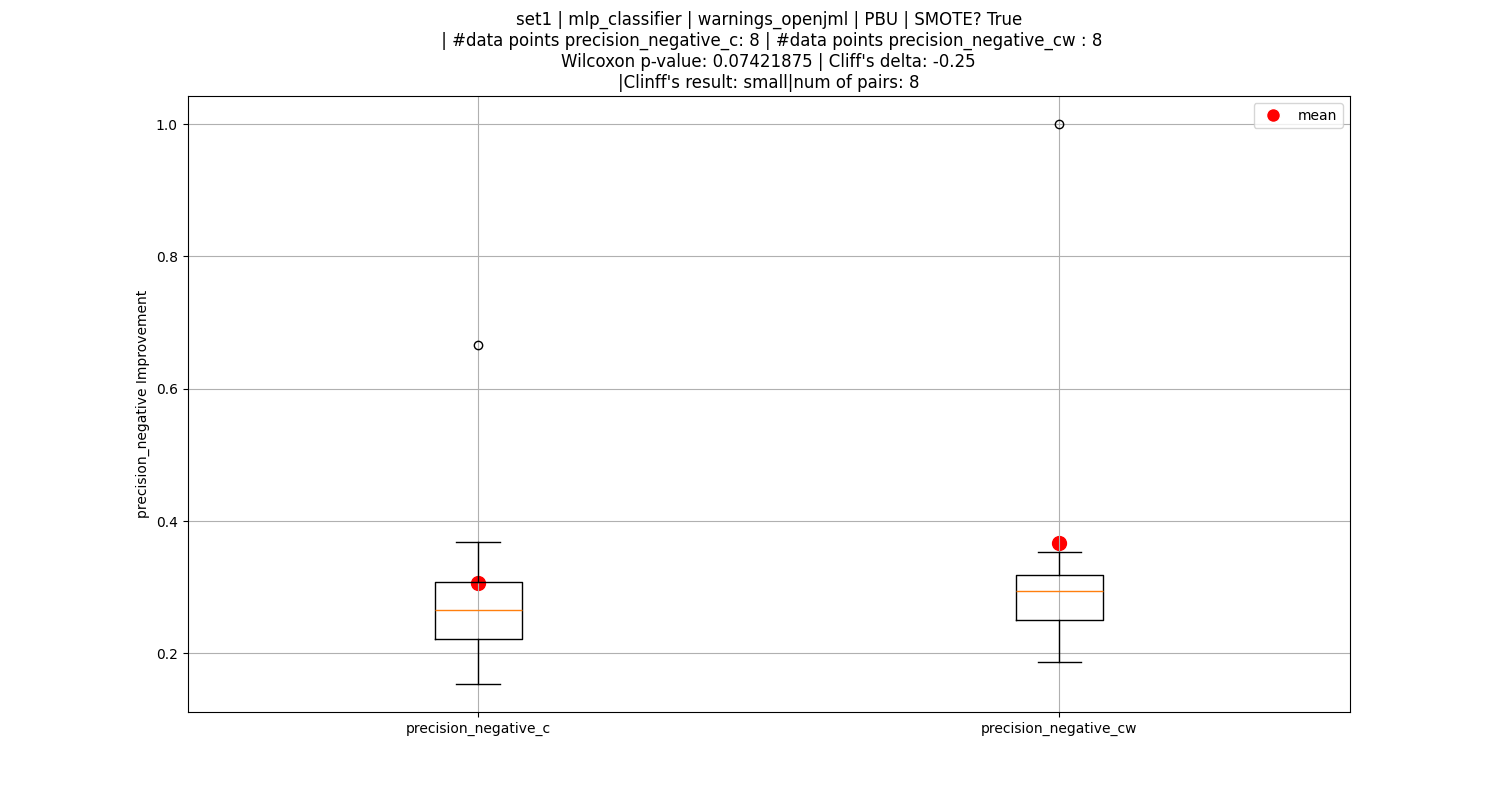 set1 | mlp_classifier | warnings_openjml | PBU | SMOTE? True
| #data points precision_negative_c: 8 | #data points precision_negative_cw : 8
Wilcoxon p-value: 0.07421875 | Cliff's delta: -0.25
|Clinff's result: small|num of pairs: 8
mean
1.0
0.8
0.6
0.4
0.2
precision_negative Improvement
precision_negative_c
precision_negative_cw